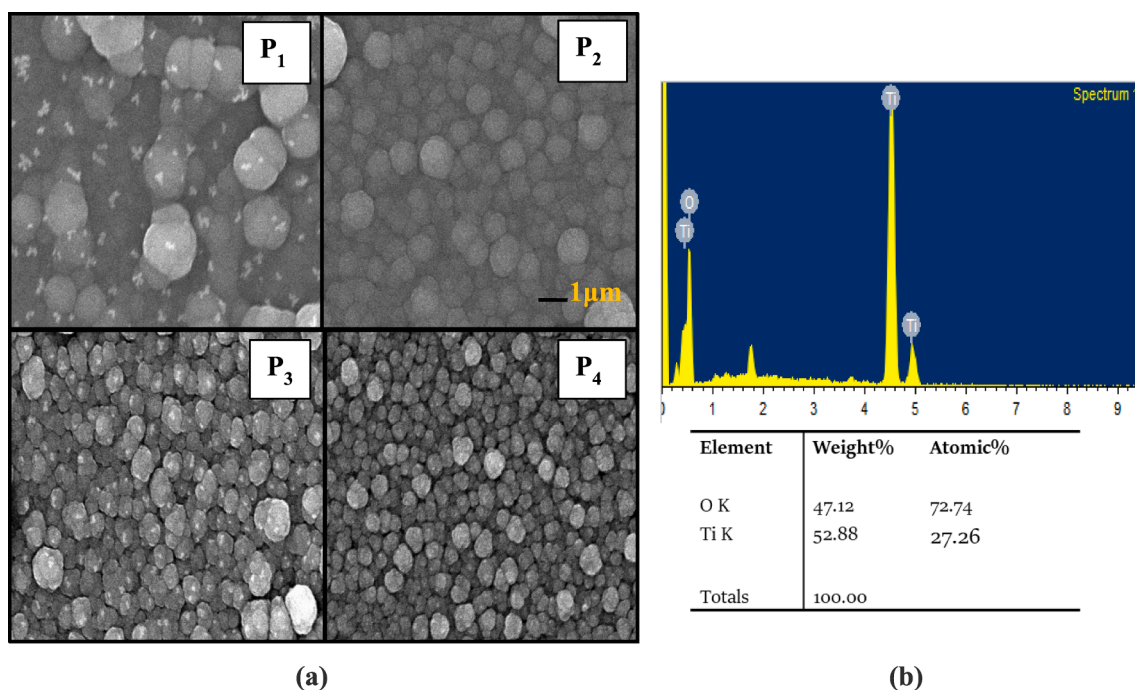 P1
P2
1μm
P3
P4
(a)
Spectrum 1
Ti
O
Ti
Ti
0 1 2 3 4 5 6 7 8 9
Element Weight% Atomic%
O K 47.12 72.74
Ti K 52.88 27.26
Totals 100.00
(b)